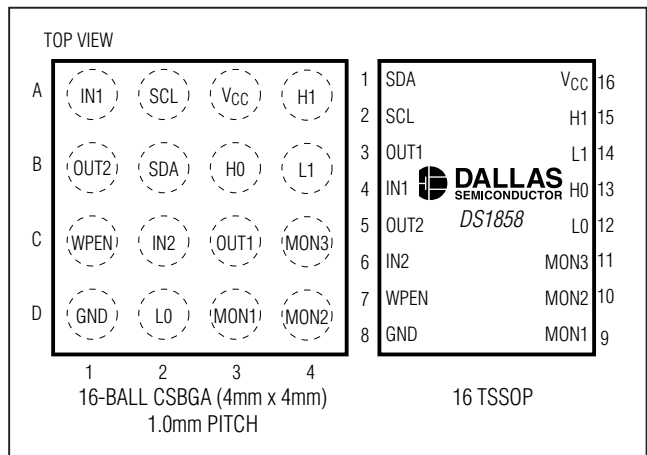 TOP VIEW
A IN1 SCL VCC H1
B OUT2 SDA H0 L1
C WPEN IN2 OUT1 MON3
D GND L0 MON1 MON2
1 2 3 4
16-BALL CSBGA (4mm x 4mm)
1.0mm PITCH
1 SDA VCC 16
2 SCL H1 15
3 OUT1 L1 14
DALLAS
SEMICONDUCTOR
4 IN1 H0 13
DS1858
5 OUT2 L0 12
6 IN2 MON3 11
7 WPEN MON2 10
8 GND MON1 9
16 TSSOP